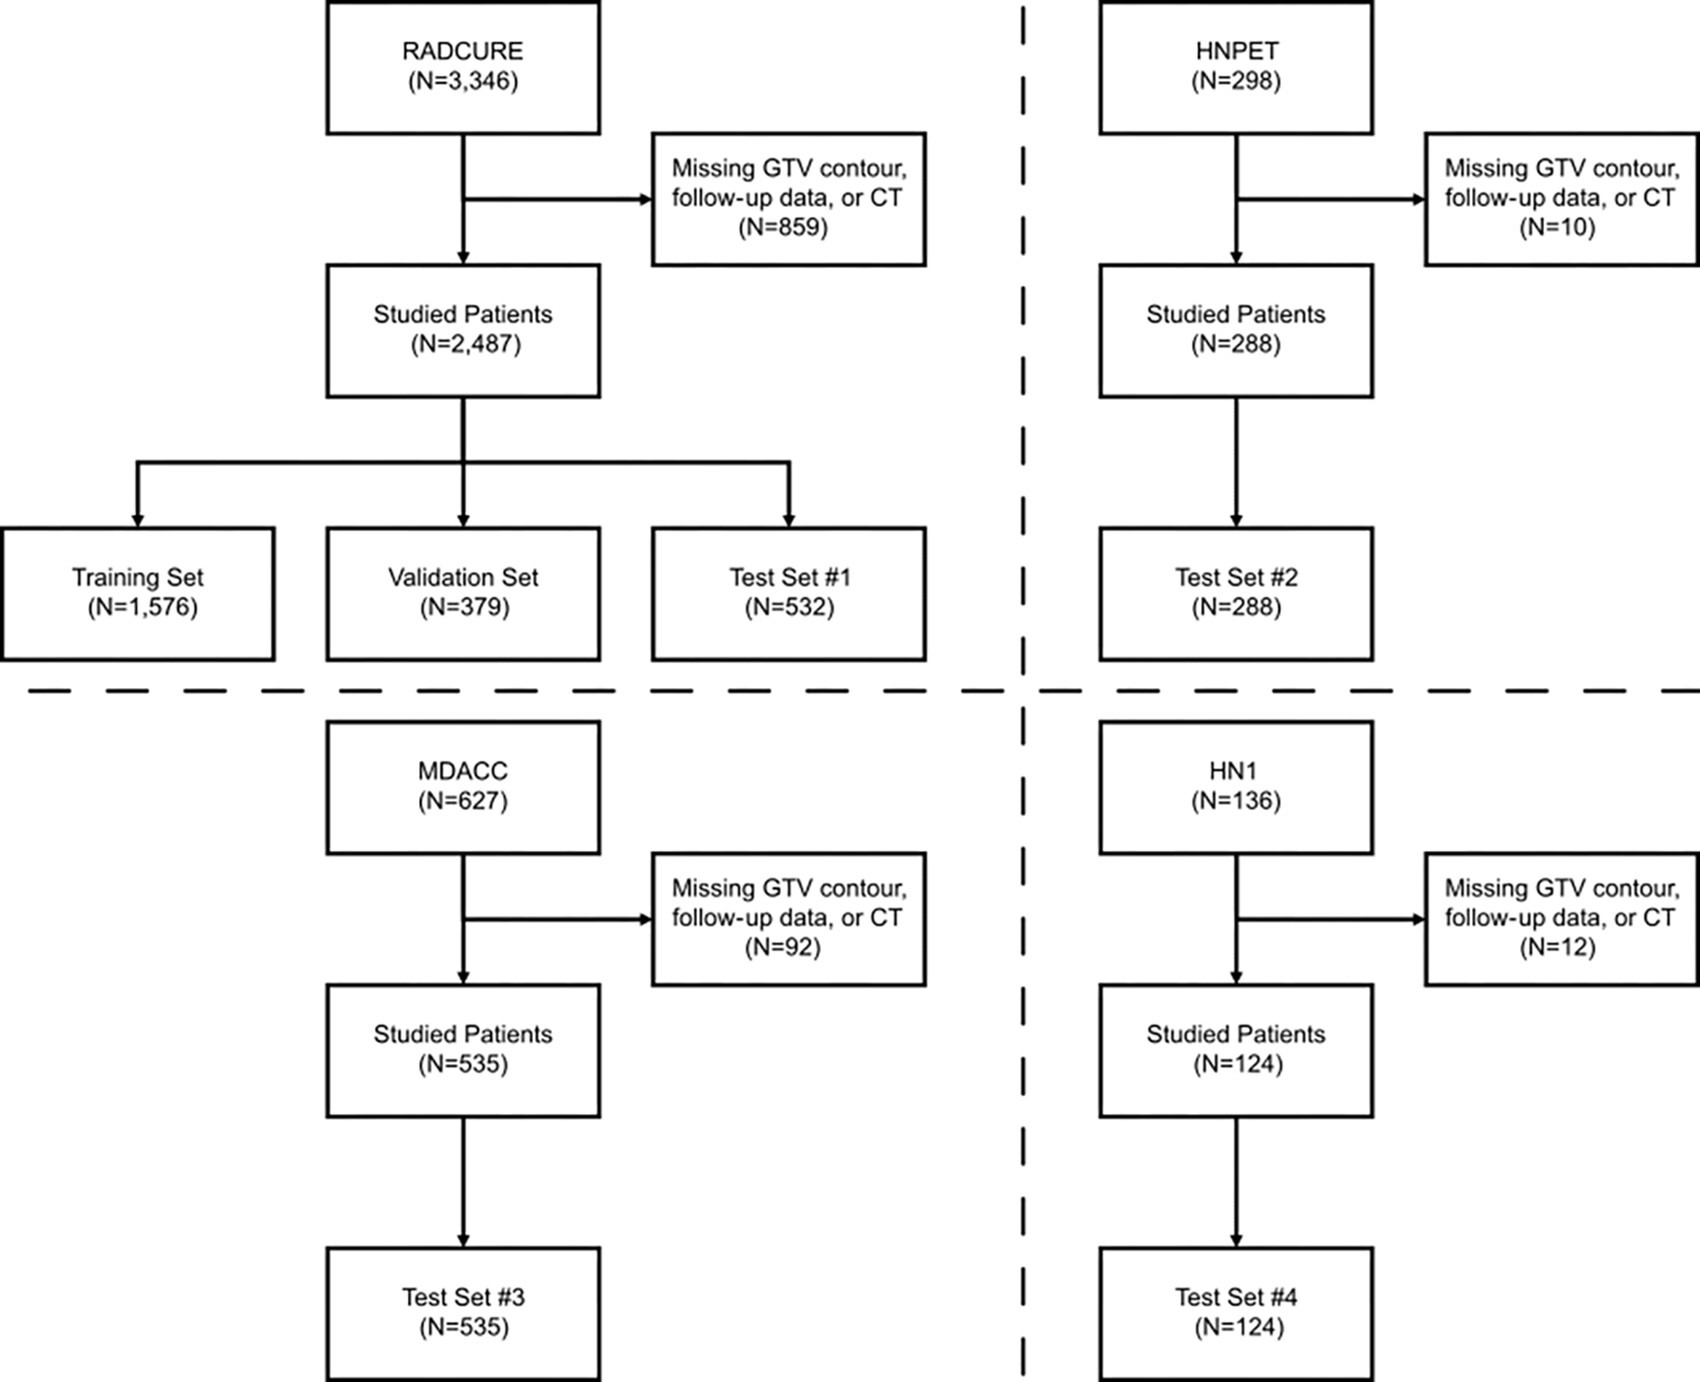 RADCURE
(N=3,346)
Missing GTV contour,
follow-up data, or CT
(N=859)
Studied Patients
(N=2,487)
Training Set
(N=1,576)
Validation Set
(N=379)
Test Set #1
(N=532)
HNPET
(N=298)
Missing GTV contour,
follow-up data, or CT
(N=10)
Studied Patients
(N=288)
Test Set #2
(N=288)
MDACC
(N=627)
Missing GTV contour,
follow-up data, or CT
(N=92)
Studied Patients
(N=535)
Test Set #3
(N=535)
HN1
(N=136)
Missing GTV contour,
follow-up data, or CT
(N=12)
Studied Patients
(N=124)
Test Set #4
(N=124)